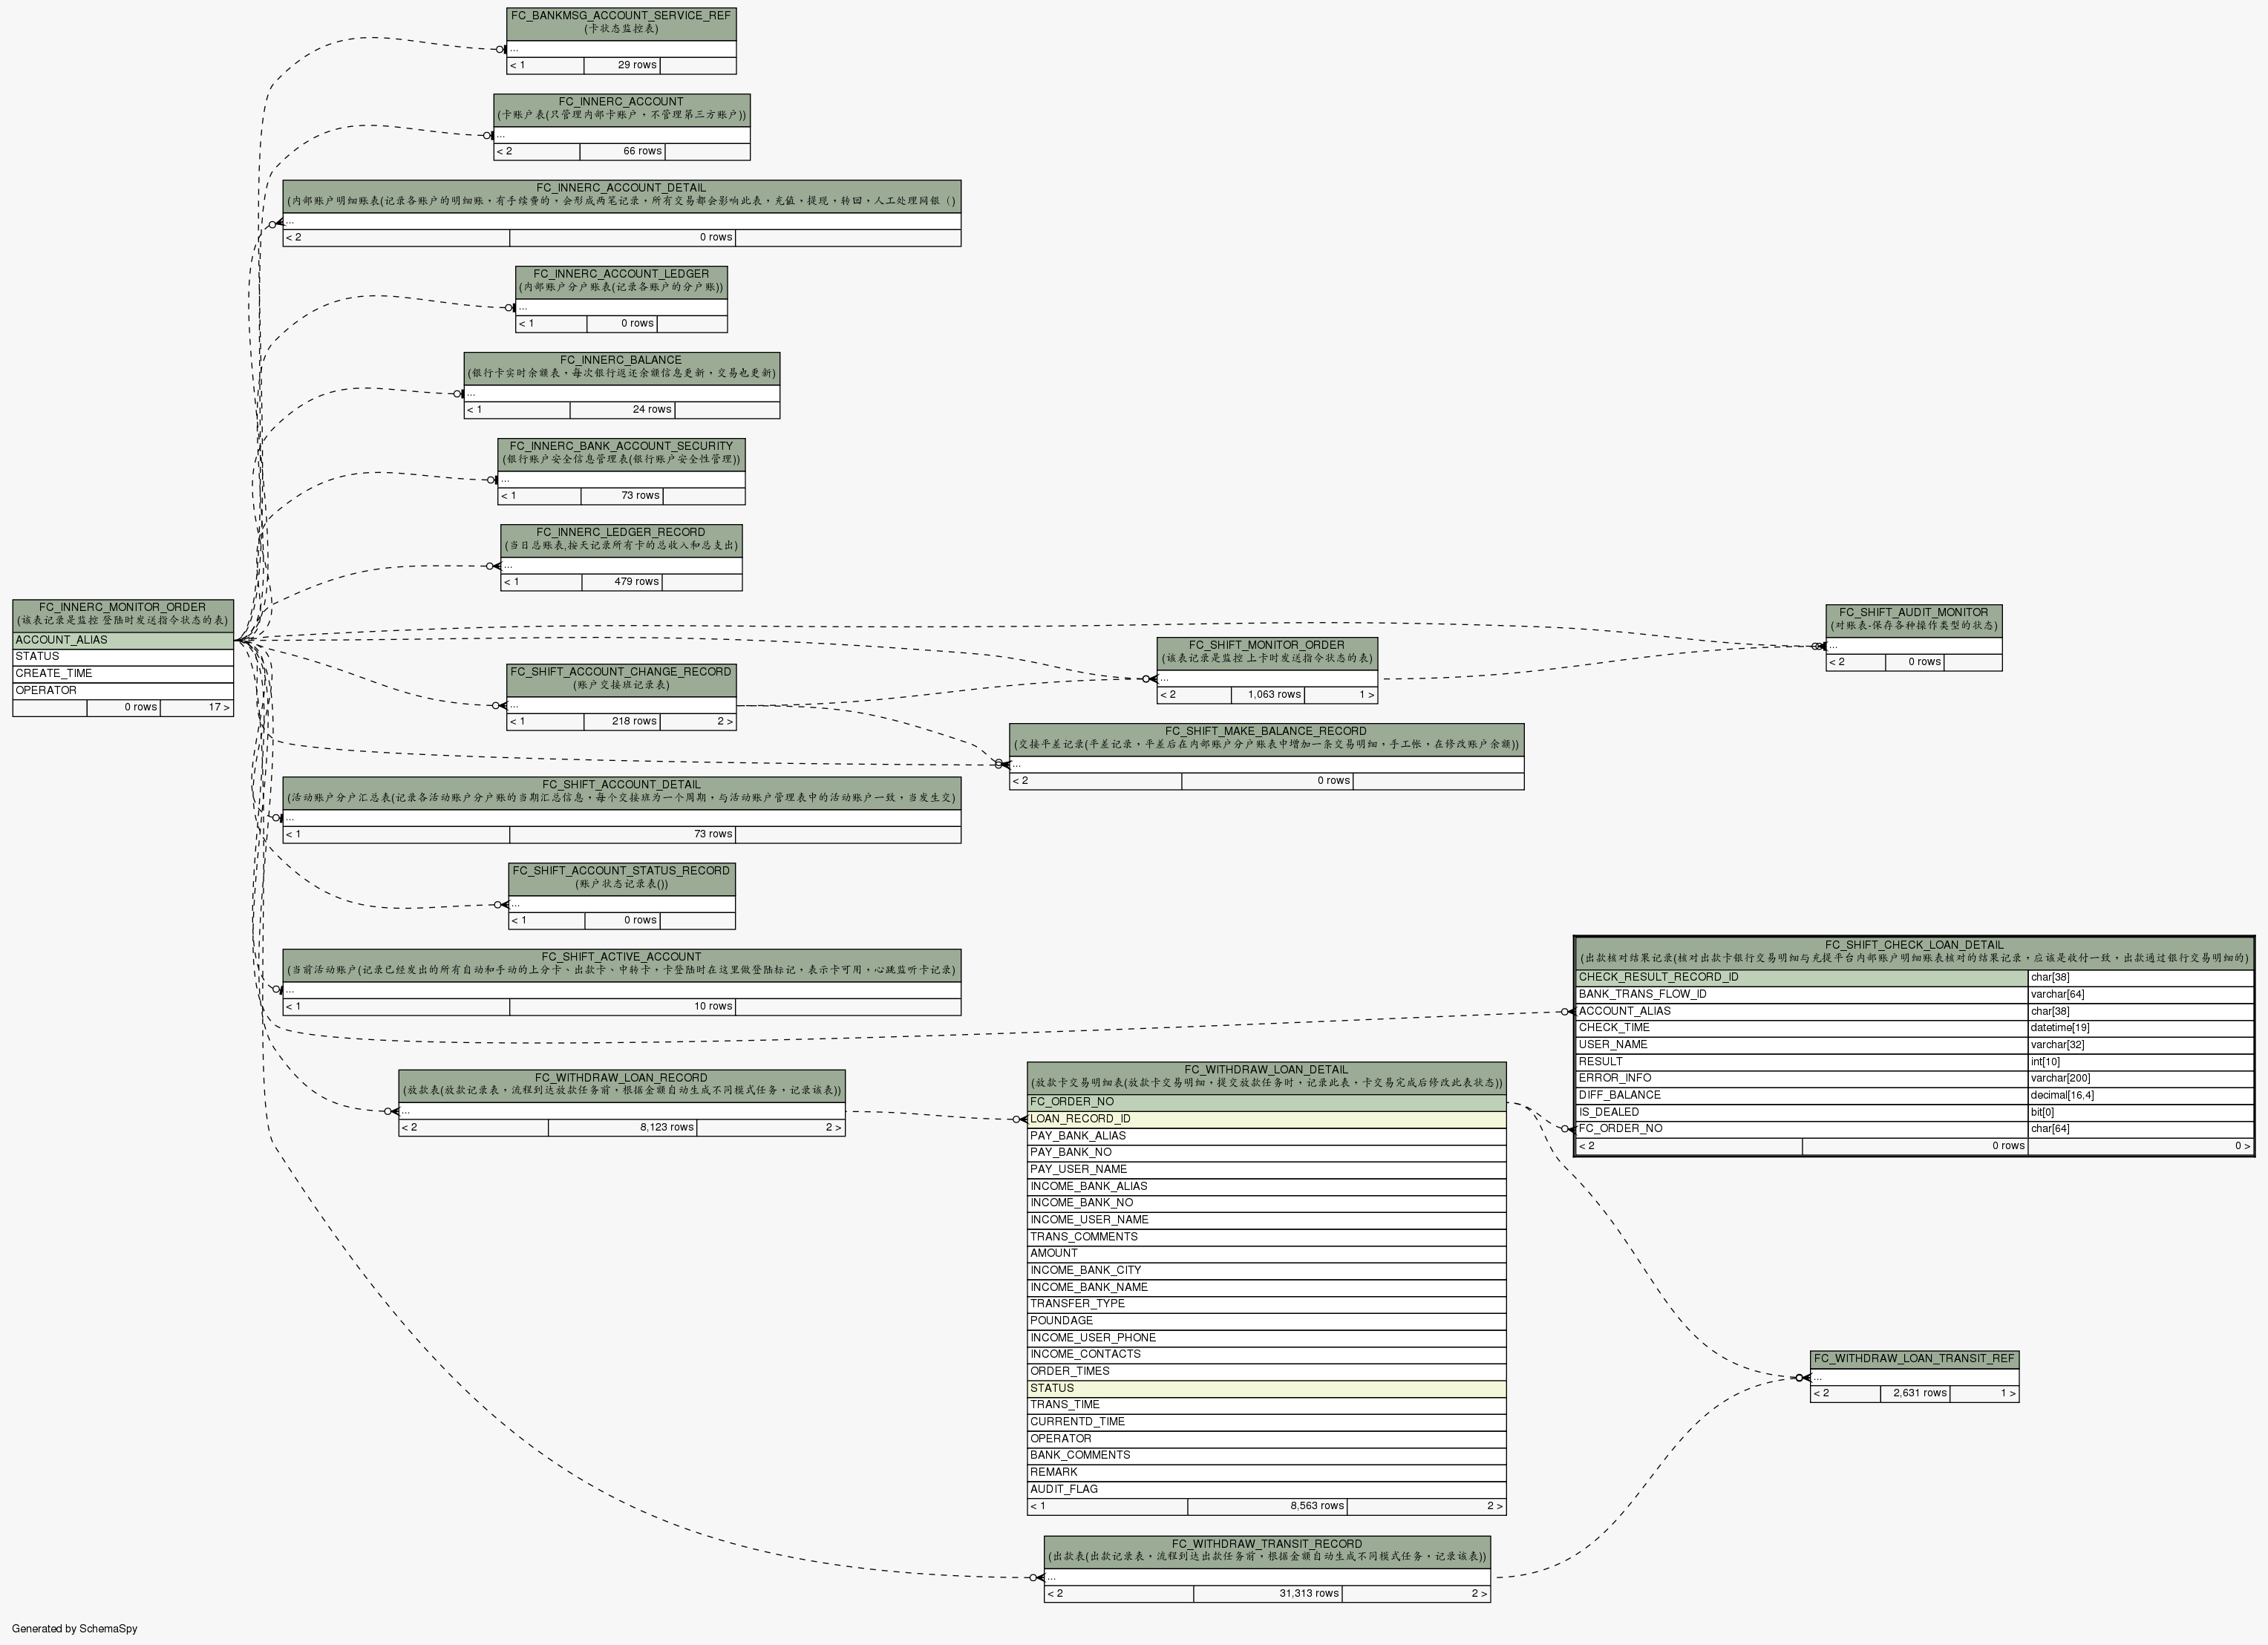 FC_BANKMSG_ACCOUNT_SERVICE_REF
(卡状态监控表)
...
< 1 29 rows
FC_INNERC_ACCOUNT
(卡账户表(只管理内部卡账户，不管理第三方账户))
...
< 2 66 rows
FC_INNERC_ACCOUNT_DETAIL
(内部账户明细账表(记录各账户的明细账，有手续费的，会形成两笔记录，所有交易都会影响此表，充值，提现，转回，人工处理网银（)
...
< 2 0 rows
FC_INNERC_ACCOUNT_LEDGER
(内部账户分户账表(记录各账户的分户账))
...
< 1 0 rows
FC_INNERC_BALANCE
(银行卡实时余额表，每次银行返还余额信息更新，交易也更新)
...
< 1 24 rows
FC_INNERC_BANK_ACCOUNT_SECURITY
(银行账户安全信息管理表(银行账户安全性管理))
...
< 1 73 rows
FC_INNERC_LEDGER_RECORD
(当日总账表,按天记录所有卡的总收入和总支出)
...
< 1 479 rows
FC_INNERC_MONITOR_ORDER
(该表记录是监控 登陆时发送指令状态的表)
ACCOUNT_ALIAS
STATUS
CREATE_TIME
OPERATOR
0 rows 17 >
FC_SHIFT_AUDIT_MONITOR
(对账表-保存各种操作类型的状态)
...
< 2 0 rows
FC_SHIFT_MONITOR_ORDER
(该表记录是监控 上卡时发送指令状态的表)
...
< 2 1,063 rows 1 >
FC_SHIFT_ACCOUNT_CHANGE_RECORD
(账户交接班记录表)
...
< 1 218 rows 2 >
FC_SHIFT_MAKE_BALANCE_RECORD
(交接平差记录(平差记录，平差后在内部账户分户账表中增加一条交易明细，手工帐，在修改账户余额))
...
< 2 0 rows
FC_SHIFT_ACCOUNT_DETAIL
(活动账户分户汇总表(记录各活动账户分户账的当期汇总信息，每个交接班为一个周期，与活动账户管理表中的活动账户一致，当发生交)
...
< 1 73 rows
FC_SHIFT_ACCOUNT_STATUS_RECORD
(账户状态记录表())
...
< 1 0 rows
FC_SHIFT_ACTIVE_ACCOUNT
(当前活动账户(记录已经发出的所有自动和手动的上分卡、出款卡、中转卡，卡登陆时在这里做登陆标记，表示卡可用，心跳监听卡记录)
...
< 1 10 rows
FC_SHIFT_CHECK_LOAN_DETAIL
(出款核对结果记录(核对出款卡银行交易明细与充提平台内部账户明细账表核对的结果记录，应该是收付一致，出款通过银行交易明细的)
CHECK_RESULT_RECORD_ID char[38]
BANK_TRANS_FLOW_ID varchar[64]
ACCOUNT_ALIAS char[38]
CHECK_TIME datetime[19]
USER_NAME varchar[32]
RESULT int[10]
ERROR_INFO varchar[200]
DIFF_BALANCE decimal[16,4]
IS_DEALED bit[0]
FC_ORDER_NO char[64]
< 2 0 rows 0 >
FC_WITHDRAW_LOAN_RECORD
(放款表(放款记录表，流程到达放款任务前，根据金额自动生成不同模式任务，记录该表))
...
< 2 8,123 rows 2 >
FC_WITHDRAW_LOAN_DETAIL
(放款卡交易明细表(放款卡交易明细，提交放款任务时，记录此表，卡交易完成后修改此表状态))
FC_ORDER_NO
LOAN_RECORD_ID
PAY_BANK_ALIAS
PAY_BANK_NO
PAY_USER_NAME
INCOME_BANK_ALIAS
INCOME_BANK_NO
INCOME_USER_NAME
TRANS_COMMENTS
AMOUNT
INCOME_BANK_CITY
INCOME_BANK_NAME
TRANSFER_TYPE
POUNDAGE
INCOME_USER_PHONE
INCOME_CONTACTS
ORDER_TIMES
STATUS
TRANS_TIME
CURRENTD_TIME
OPERATOR
BANK_COMMENTS
REMARK
AUDIT_FLAG
< 1 8,563 rows 2 >
FC_WITHDRAW_LOAN_TRANSIT_REF
...
< 2 2,631 rows 1 >
FC_WITHDRAW_TRANSIT_RECORD
(出款表(出款记录表，流程到达出款任务前，根据金额自动生成不同模式任务，记录该表))
...
< 2 31,313 rows 2 >
Generated by SchemaSpy